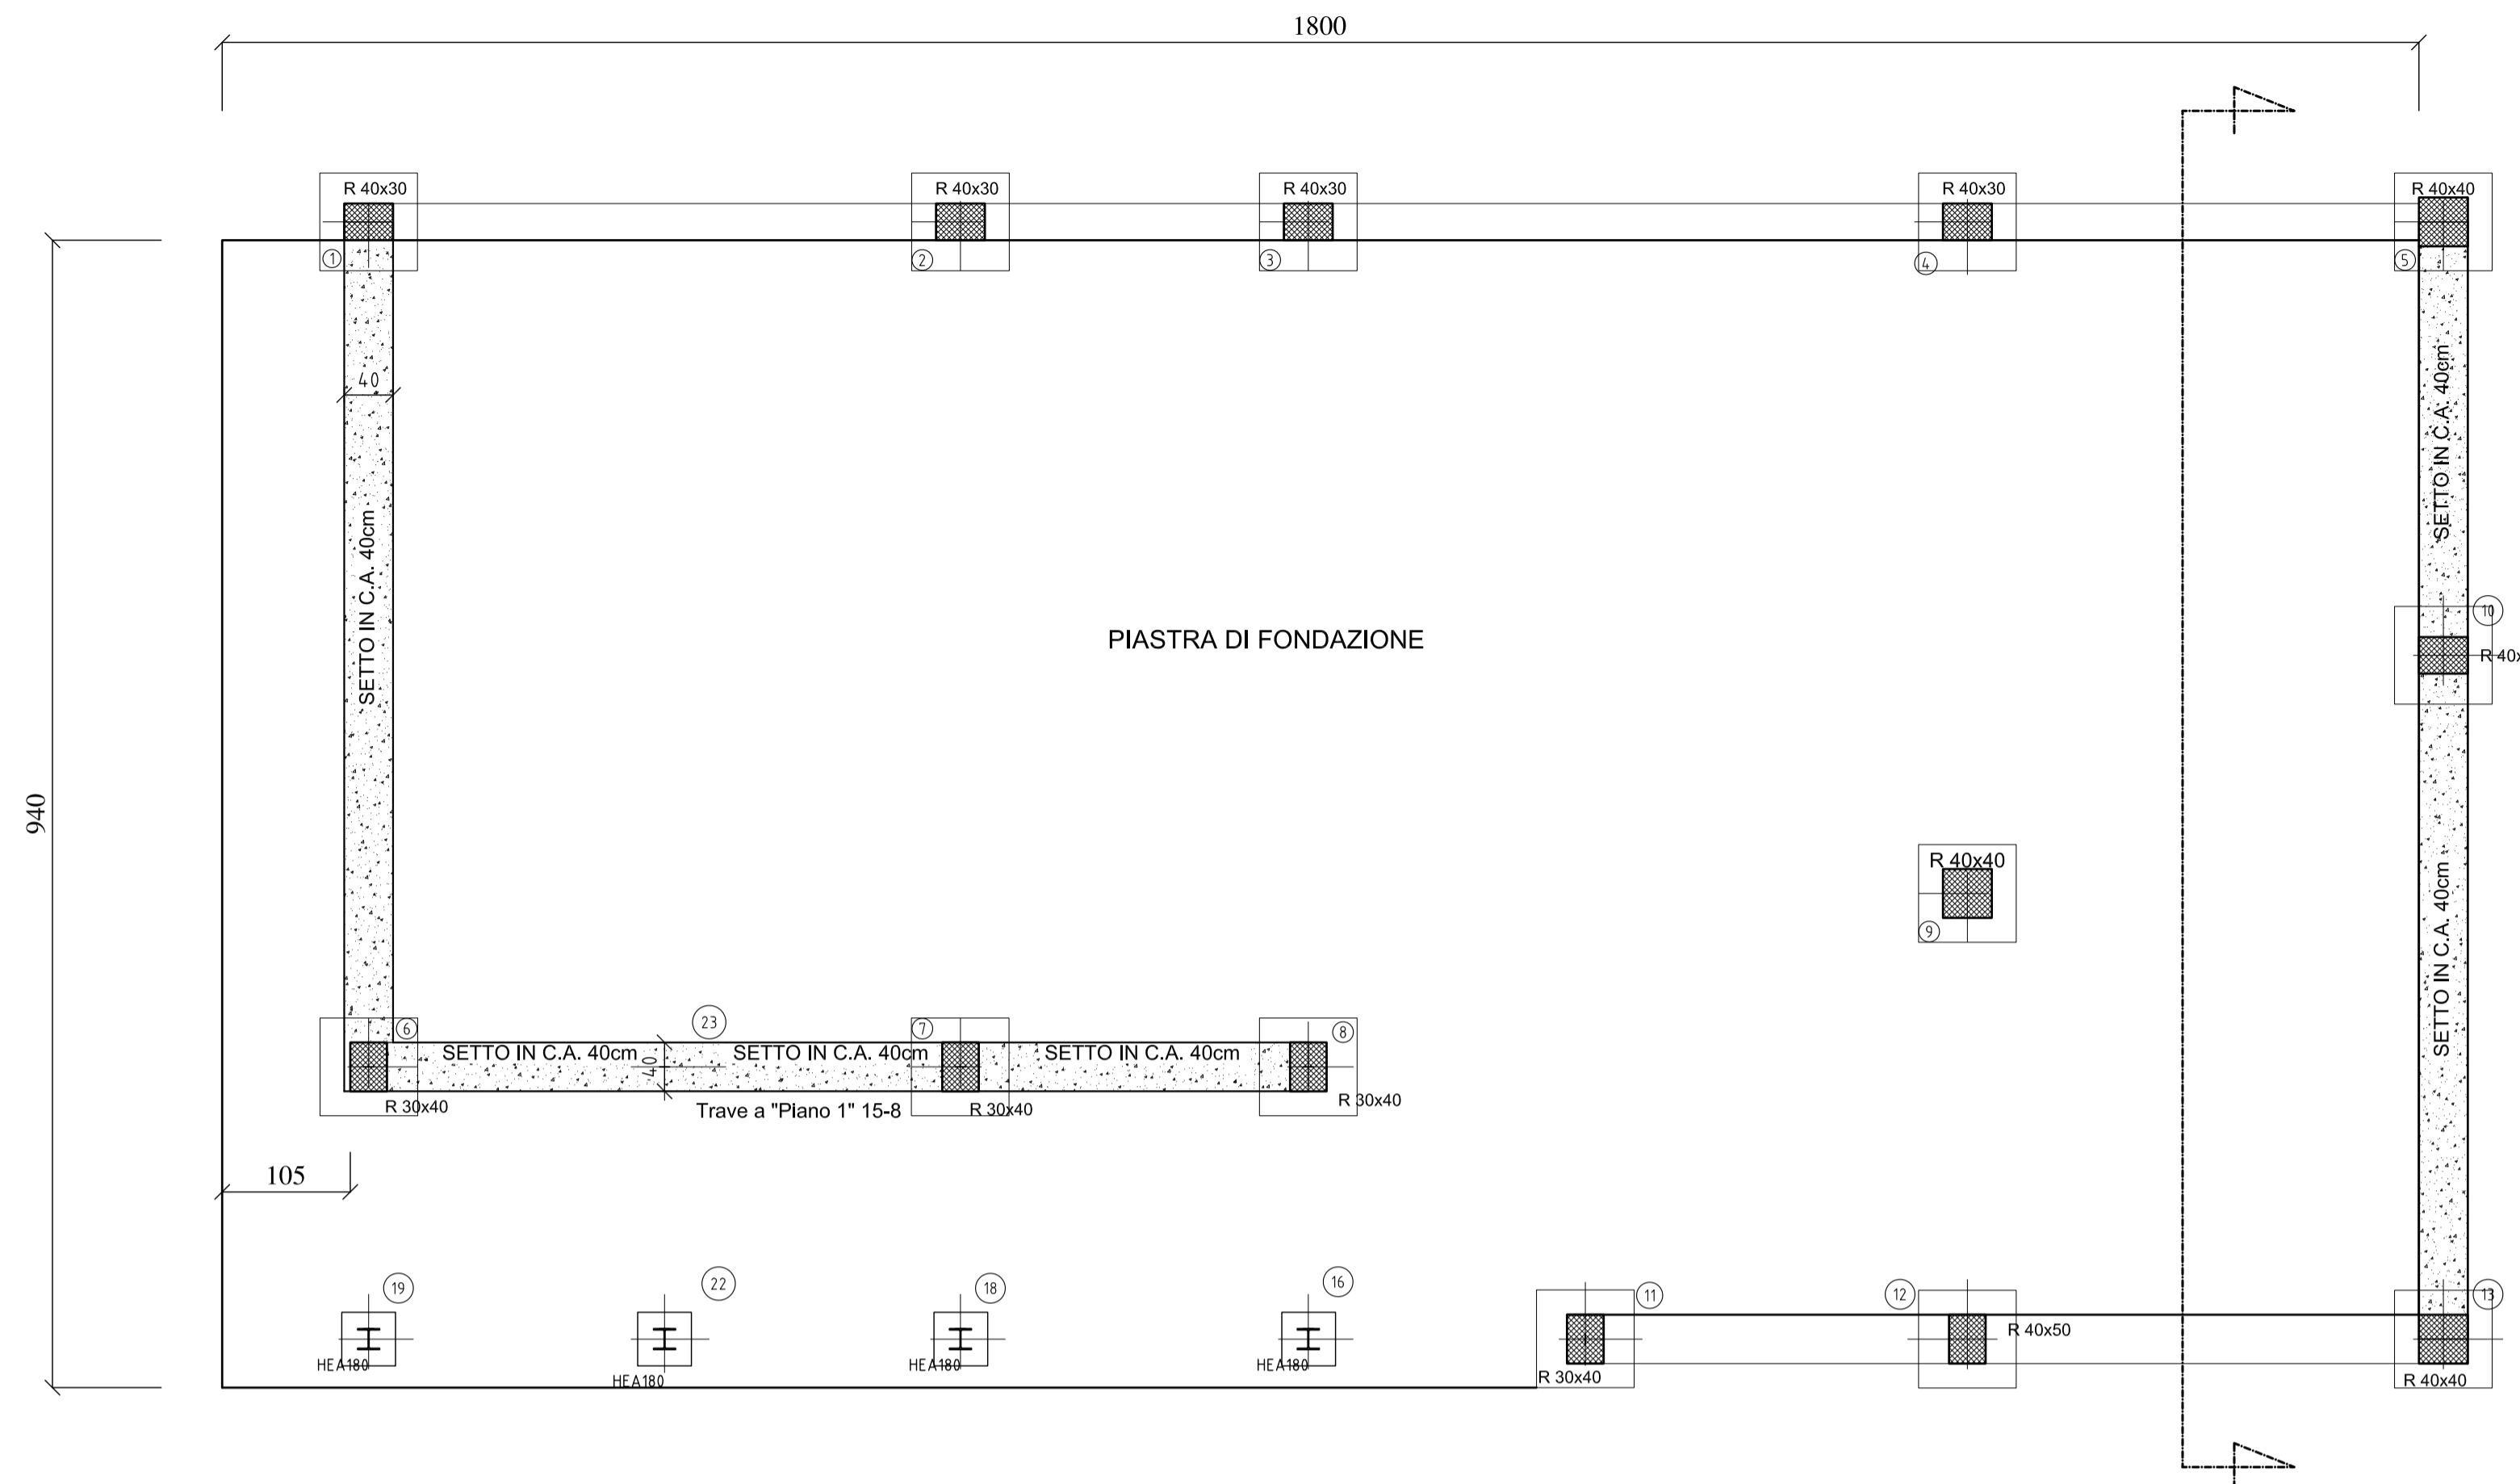 1800
R 40x30
R 40x30
R 40x30
R 40x30
R 40x40
1
2
3
4
5
40
SETTO IN C.A. 40cm
SETTO IN C.A. 40cm
940
PIASTRA DI FONDAZIONE
10
R 40x
R 40x40
9
SETTO IN C.A. 40cm
6
23
7
8
SETTO IN C.A. 40cm
SETTO IN C.A. 40cm
SETTO IN C.A. 40cm
40
R 30x40
Trave a "Piano 1" 15-8
R 30x40
R 30x40
105
19
22
18
16
11
12
13
HEA180
HEA180
HEA180
HEA180
R 40x50
R 30x40
R 40x40